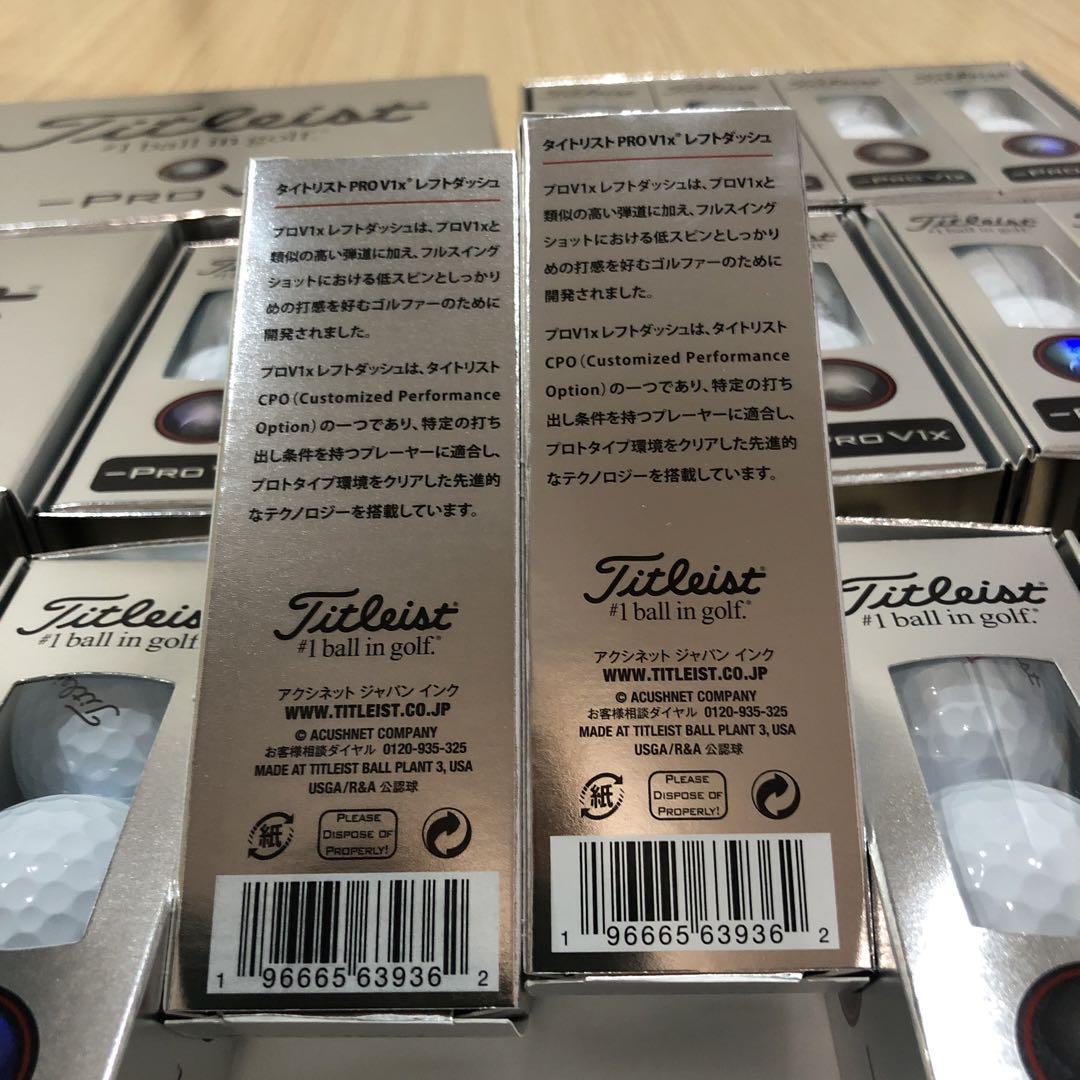 Titleist
#1 ball in golf.™
-PRO V1x
Titleist
Titleist
-PRO V1x
-PRO V1x
タイトリスト PRO V1x® レフトダッシュ
プロV1x レフトダッシュは、プロV1xと
類似の高い弾道に加え、フルスイング
ショットにおける低スピンとしっかり
めの打感を好むゴルファーのために
開発されました。
プロV1x レフトダッシュは、タイトリスト
CPO（Customized Performance
Option）の一つであり、特定の打ち
出し条件を持つプレーヤーに適合し、
プロトタイプ環境をクリアした先進的
なテクノロジーを搭載しています。
Titleist®
#1 ball in golf.®
アクシネット ジャパン インク
WWW.TITLEIST.CO.JP
© ACUSHNET COMPANY
お客様相談ダイヤル 0120-935-325
MADE AT TITLEIST BALL PLANT 3, USA
USGA/R&A 公認球
紙
PLEASE
DISPOSE OF
PROPERLY!
1 96665 63936 2
タイトリスト PRO V1x® レフトダッシュ
プロV1x レフトダッシュは、プロV1xと
類似の高い弾道に加え、フルスイング
ショットにおける低スピンとしっかり
めの打感を好むゴルファーのために
開発されました。
プロV1x レフトダッシュは、タイトリスト
CPO（Customized Performance
Option）の一つであり、特定の打ち
出し条件を持つプレーヤーに適合し、
プロトタイプ環境をクリアした先進的
なテクノロジーを搭載しています。
Titleist®
#1 ball in golf.®
アクシネット ジャパン インク
WWW.TITLEIST.CO.JP
© ACUSHNET COMPANY
お客様相談ダイヤル 0120-935-325
MADE AT TITLEIST BALL PLANT 3, USA
USGA/R&A 公認球
紙
PLEASE
DISPOSE OF
PROPERLY!
1 96665 63936 2
-PRO V
PRO V1x
Titleist
#1 ball in golf
Titleist
#1 ball in golf.®
Titleist